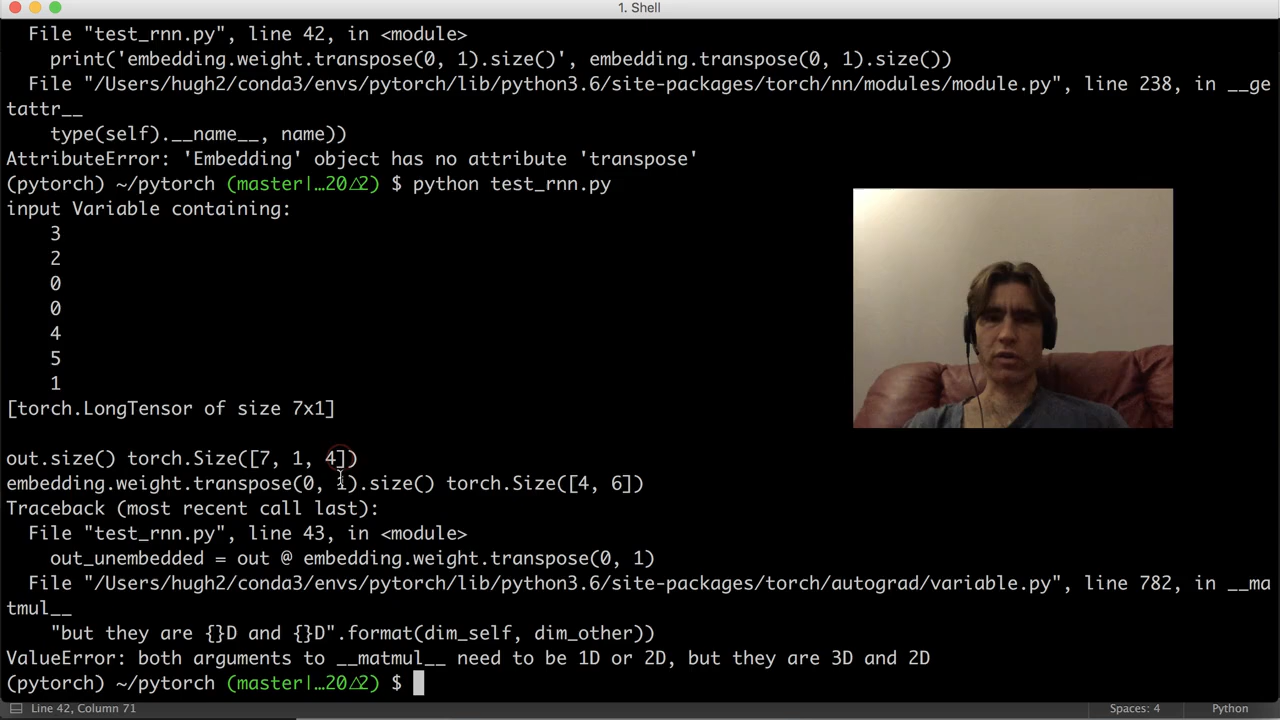 1. Shell
File "test_rnn.py", line 42, in <module>
print('embedding.weight.transpose(0, 1).size()', embedding.transpose(0, 1).size())
File "/Users/hugh2/conda3/envs/pytorch/lib/python3.6/site-packages/torch/nn/modules/module.py", line 238, in __ge
tattr__
type(self).__name__, name))
AttributeError: 'Embedding' object has no attribute 'transpose'
(pytorch) ~/pytorch (master|…20△2) $ python test_rnn.py
input Variable containing:
3
2
0
0
4
5
1
[torch.LongTensor of size 7x1]
out.size() torch.Size([7, 1, 4])
embedding.weight.transpose(0, 1).size() torch.Size([4, 6])
Traceback (most recent call last):
File "test_rnn.py", line 43, in <module>
out_unembedded = out @ embedding.weight.transpose(0, 1)
File "/Users/hugh2/conda3/envs/pytorch/lib/python3.6/site-packages/torch/autograd/variable.py", line 782, in __ma
tmul__
"but they are {}D and {}D".format(dim_self, dim_other))
ValueError: both arguments to __matmul__ need to be 1D or 2D, but they are 3D and 2D
(pytorch) ~/pytorch (master|…20△2) $
Line 42, Column 71 Spaces: 4 Python